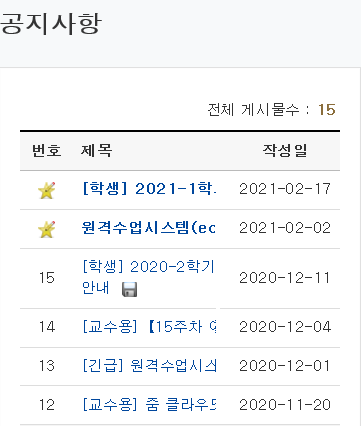 공지사항
전체 게시물수 : 15
번호 제목 작성일
[학생] 2021-1학. 2021-02-17
원격수업시스템(ec 2021-02-02
15 [학생] 2020-2학기 안내 2020-12-11
14 [교수용] [15주차 2020-12-04
13 [긴급] 원격수업시스 2020-12-01
12 [교수용] 줌 클라우드 2020-11-20